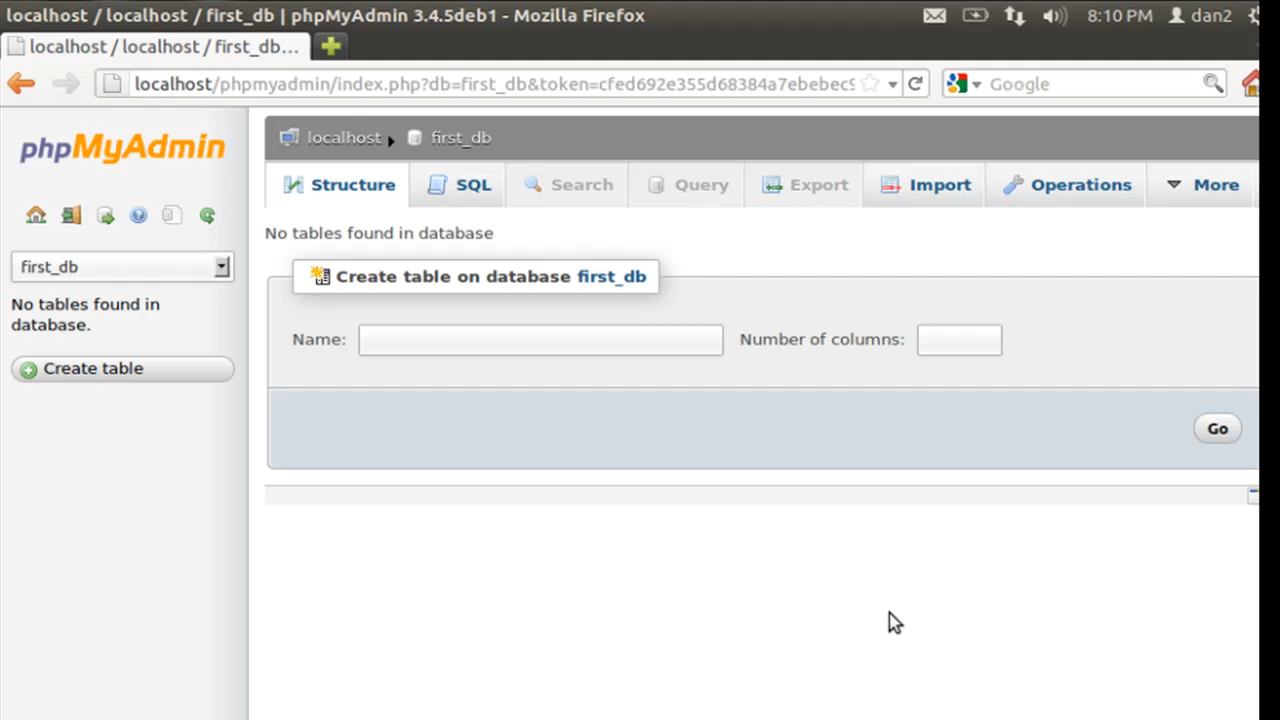 localhost / localhost / first_db | phpMyAdmin 3.4.5deb1 - Mozilla Firefox
8:10 PM
dan2
localhost / localhost / first_db...
localhost/phpmyadmin/index.php?db=first_db&token=cfed692e355d68384a7ebebec9
Google
phpMyAdmin
localhost
first_db
Structure
SQL
Search
Query
Export
Import
Operations
More
No tables found in database
first_db
No tables found in
database.
Create table
Create table on database first_db
Name:
Number of columns:
Go